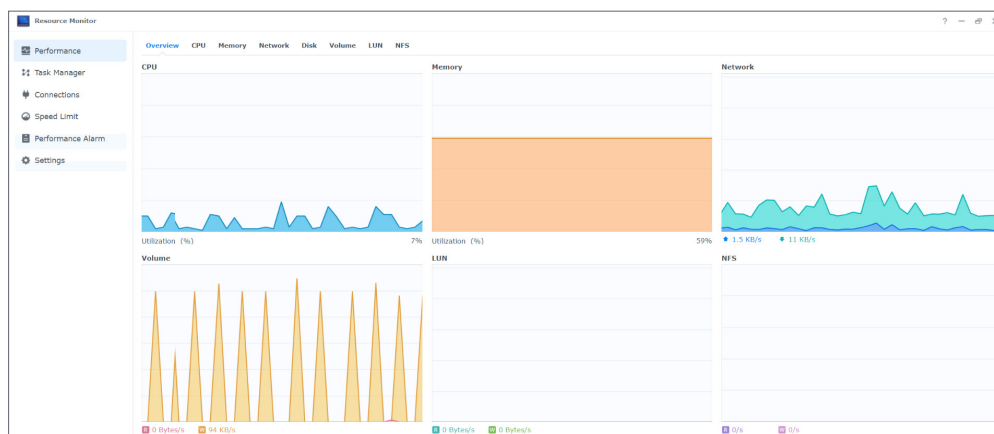 Resource Monitor
Performance
Task Manager
Connections
Speed Limit
Performance Alarm
Settings
Overview CPU Memory Network Disk Volume LUN NFS
CPU
Utilization (%) 7%
Memory
Utilization (%) 59%
Network
1.5 KB/s 11 KB/s
Volume
R 0 Bytes/s W 94 KB/s
LUN
R 0 Bytes/s W 0 Bytes/s
NFS
R 0/s W 0/s